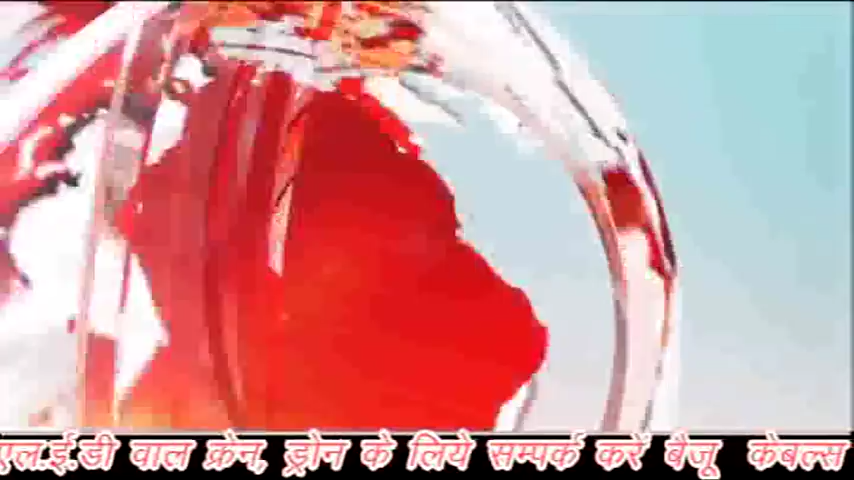 एल.ई.डी वाल क्रेन, ड्रोन के लिये सम्पर्क करें बैजू केबल्स